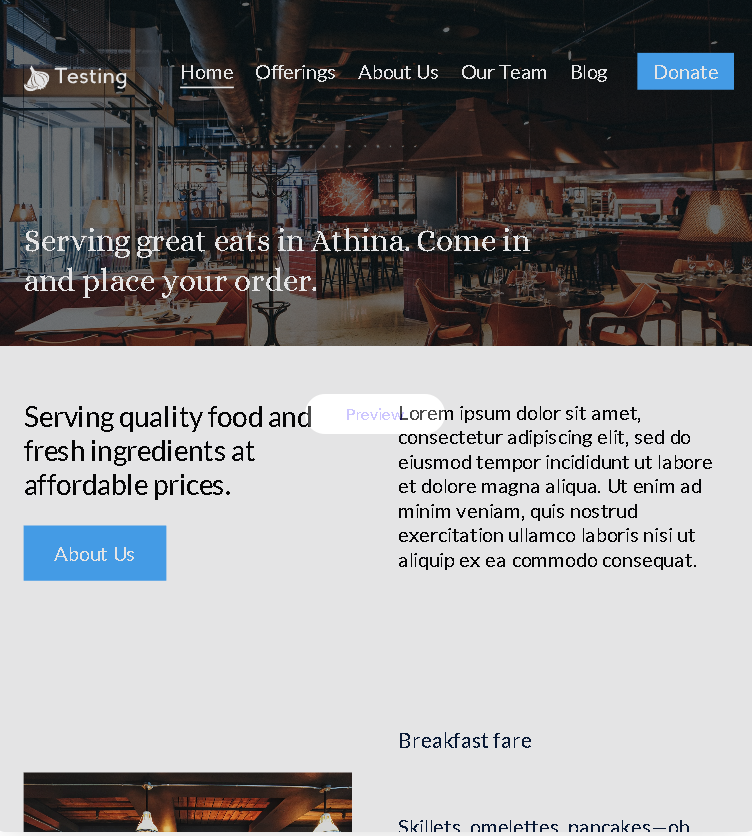 Testing
Home Offerings About Us Our Team Blog Donate
Serving great eats in Athina. Come in
and place your order.
Serving quality food and
fresh ingredients at
affordable prices.
About Us
Preview
Lorem ipsum dolor sit amet,
consectetur adipiscing elit, sed do
eiusmod tempor incididunt ut labore
et dolore magna aliqua. Ut enim ad
minim veniam, quis nostrud
exercitation ullamco laboris nisi ut
aliquip ex ea commodo consequat.
Breakfast fare
Skillets, omelettes, pancakes—oh